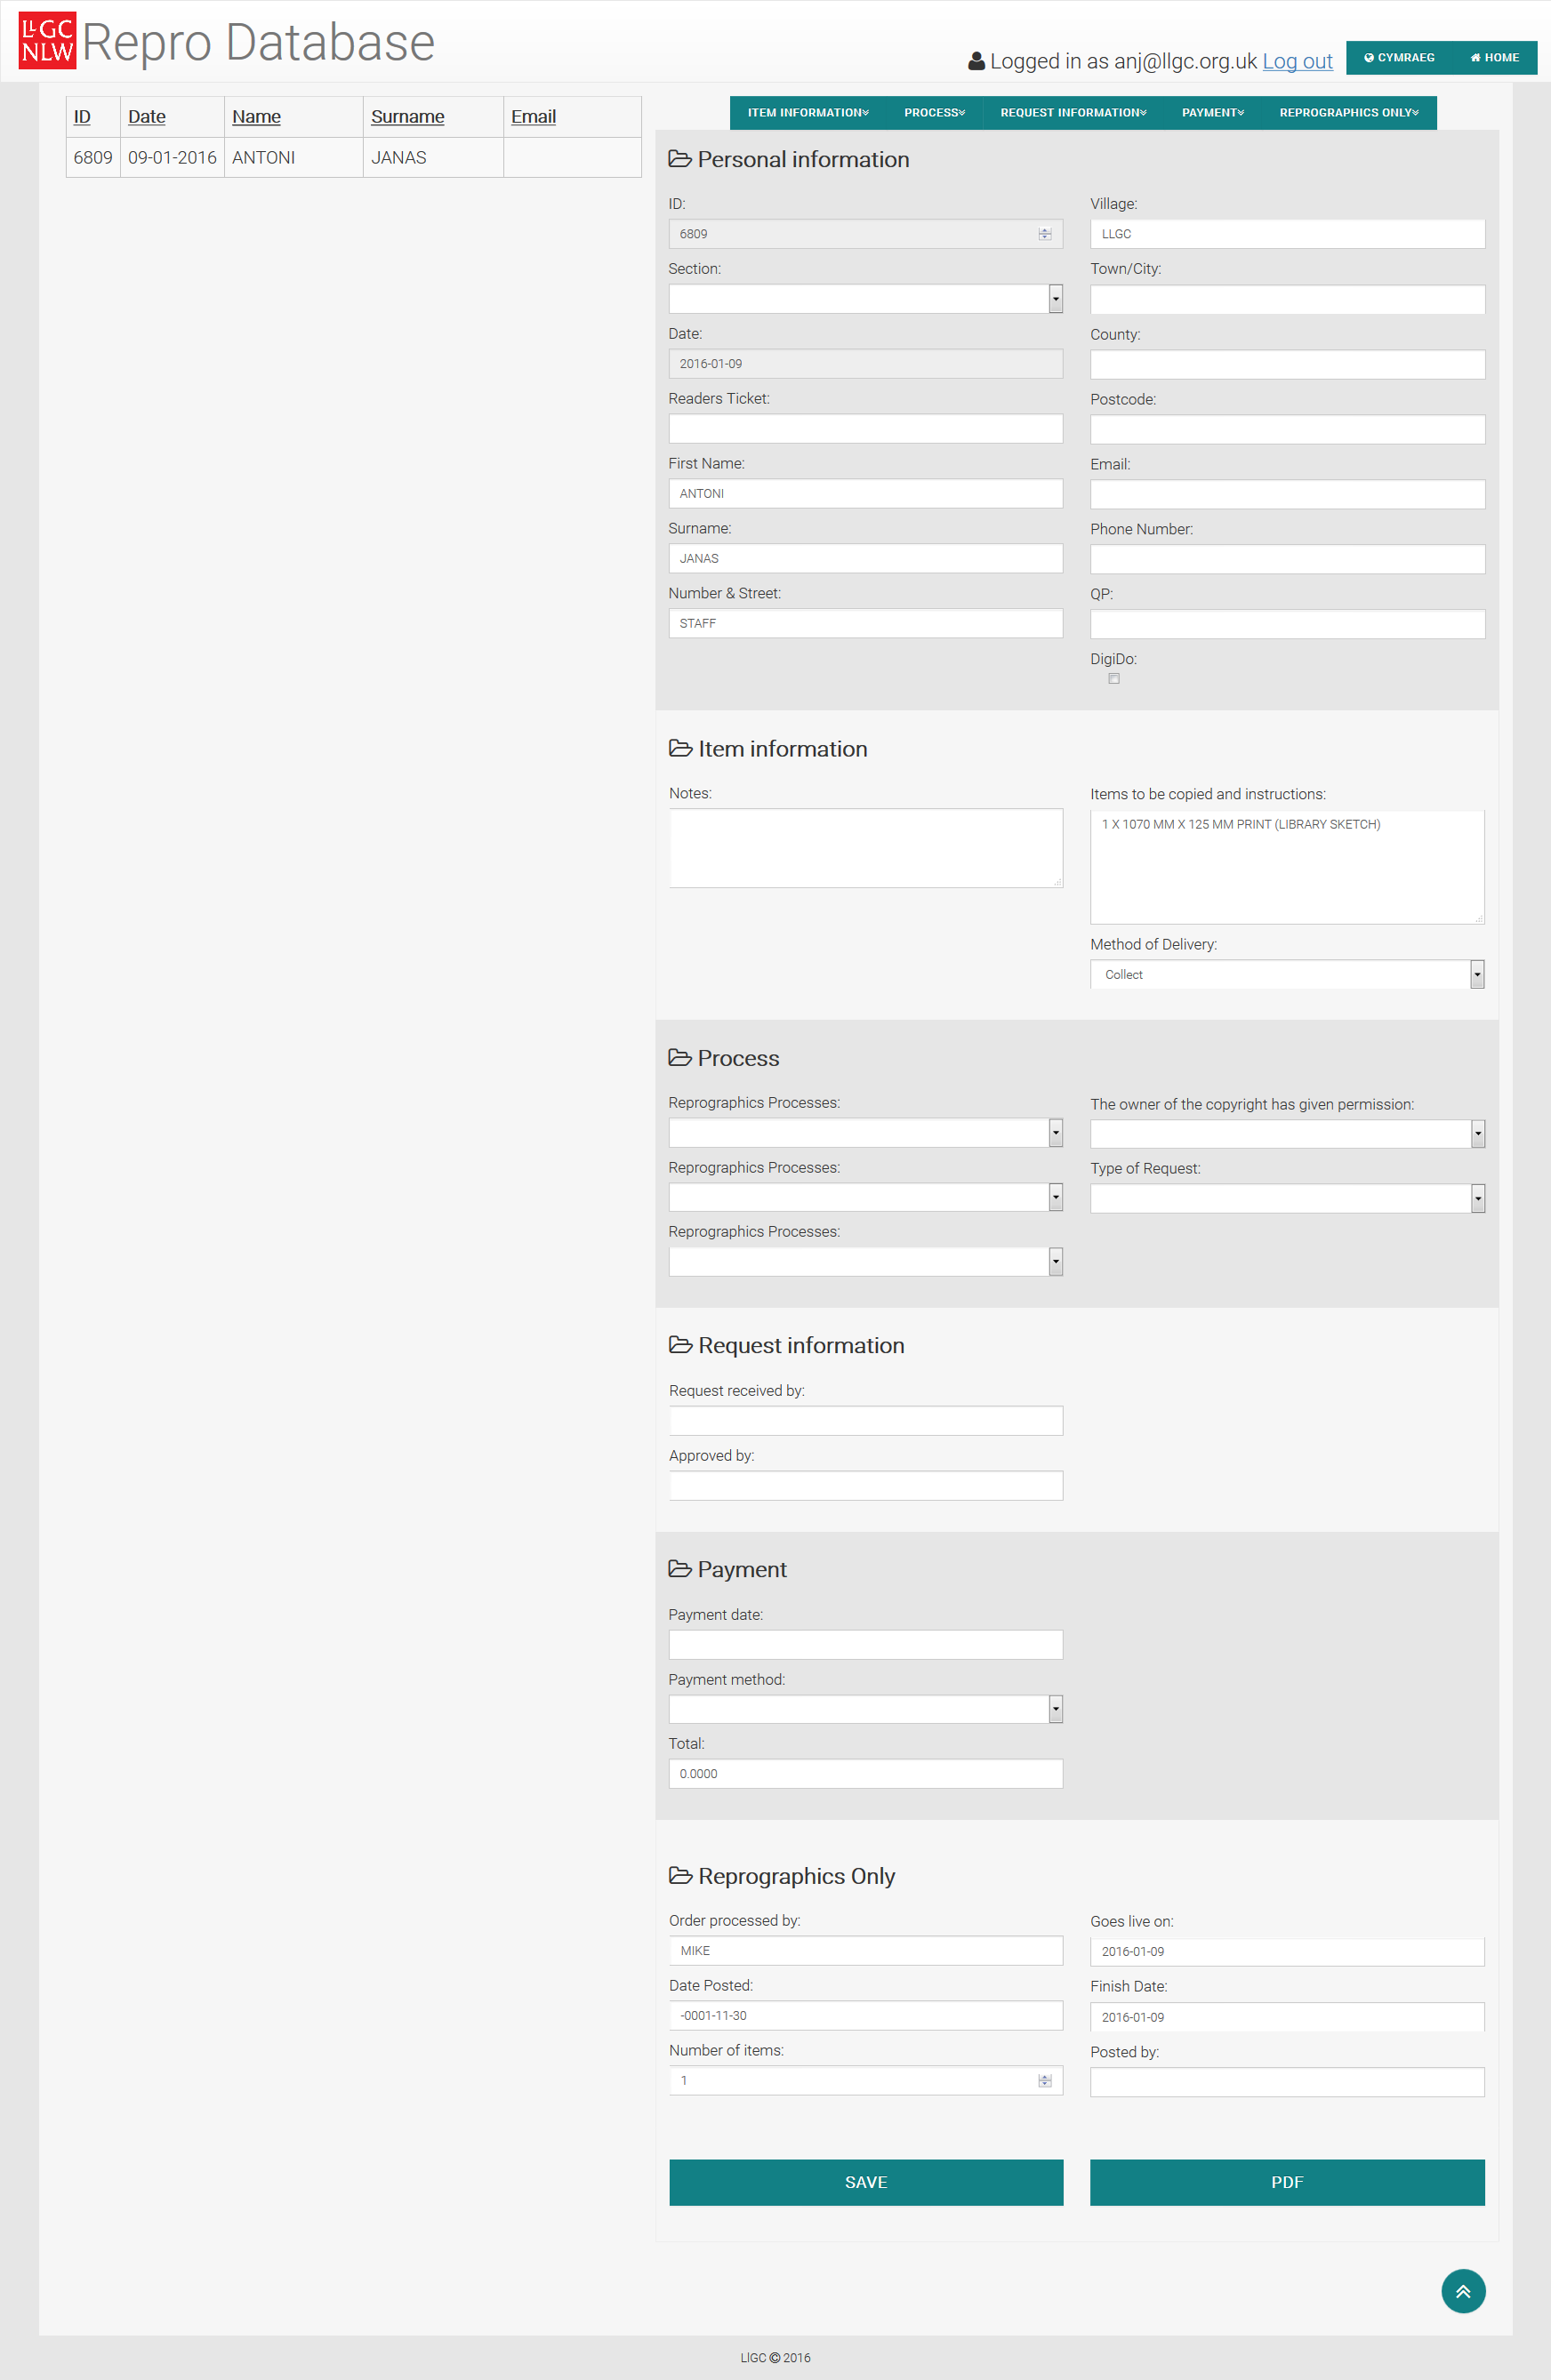 LLGC
NLW
Repro Database
Logged in as anj@llgc.org.uk Log out
CYMRAEG
HOME
ID Date Name Surname Email
6809 09-01-2016 ANTONI JANAS
ITEM INFORMATION PROCESS REQUEST INFORMATION PAYMENT REPROGRAPHICS ONLY
Personal information
ID:
6809
Section:
Date:
2016-01-09
Readers Ticket:
First Name:
ANTONI
Surname:
JANAS
Number & Street:
STAFF
Village:
LLGC
Town/City:
County:
Postcode:
Email:
Phone Number:
QP:
DigiDo:
Item information
Notes:
Items to be copied and instructions:
1 X 1070 MM X 125 MM PRINT (LIBRARY SKETCH)
Method of Delivery:
Collect
Process
Reprographics Processes:
Reprographics Processes:
Reprographics Processes:
The owner of the copyright has given permission:
Type of Request:
Request information
Request received by:
Approved by:
Payment
Payment date:
Payment method:
Total:
0.0000
Reprographics Only
Order processed by:
MIKE
Date Posted:
-0001-11-30
Number of items:
1
Goes live on:
2016-01-09
Finish Date:
2016-01-09
Posted by:
SAVE
PDF
LlGC © 2016